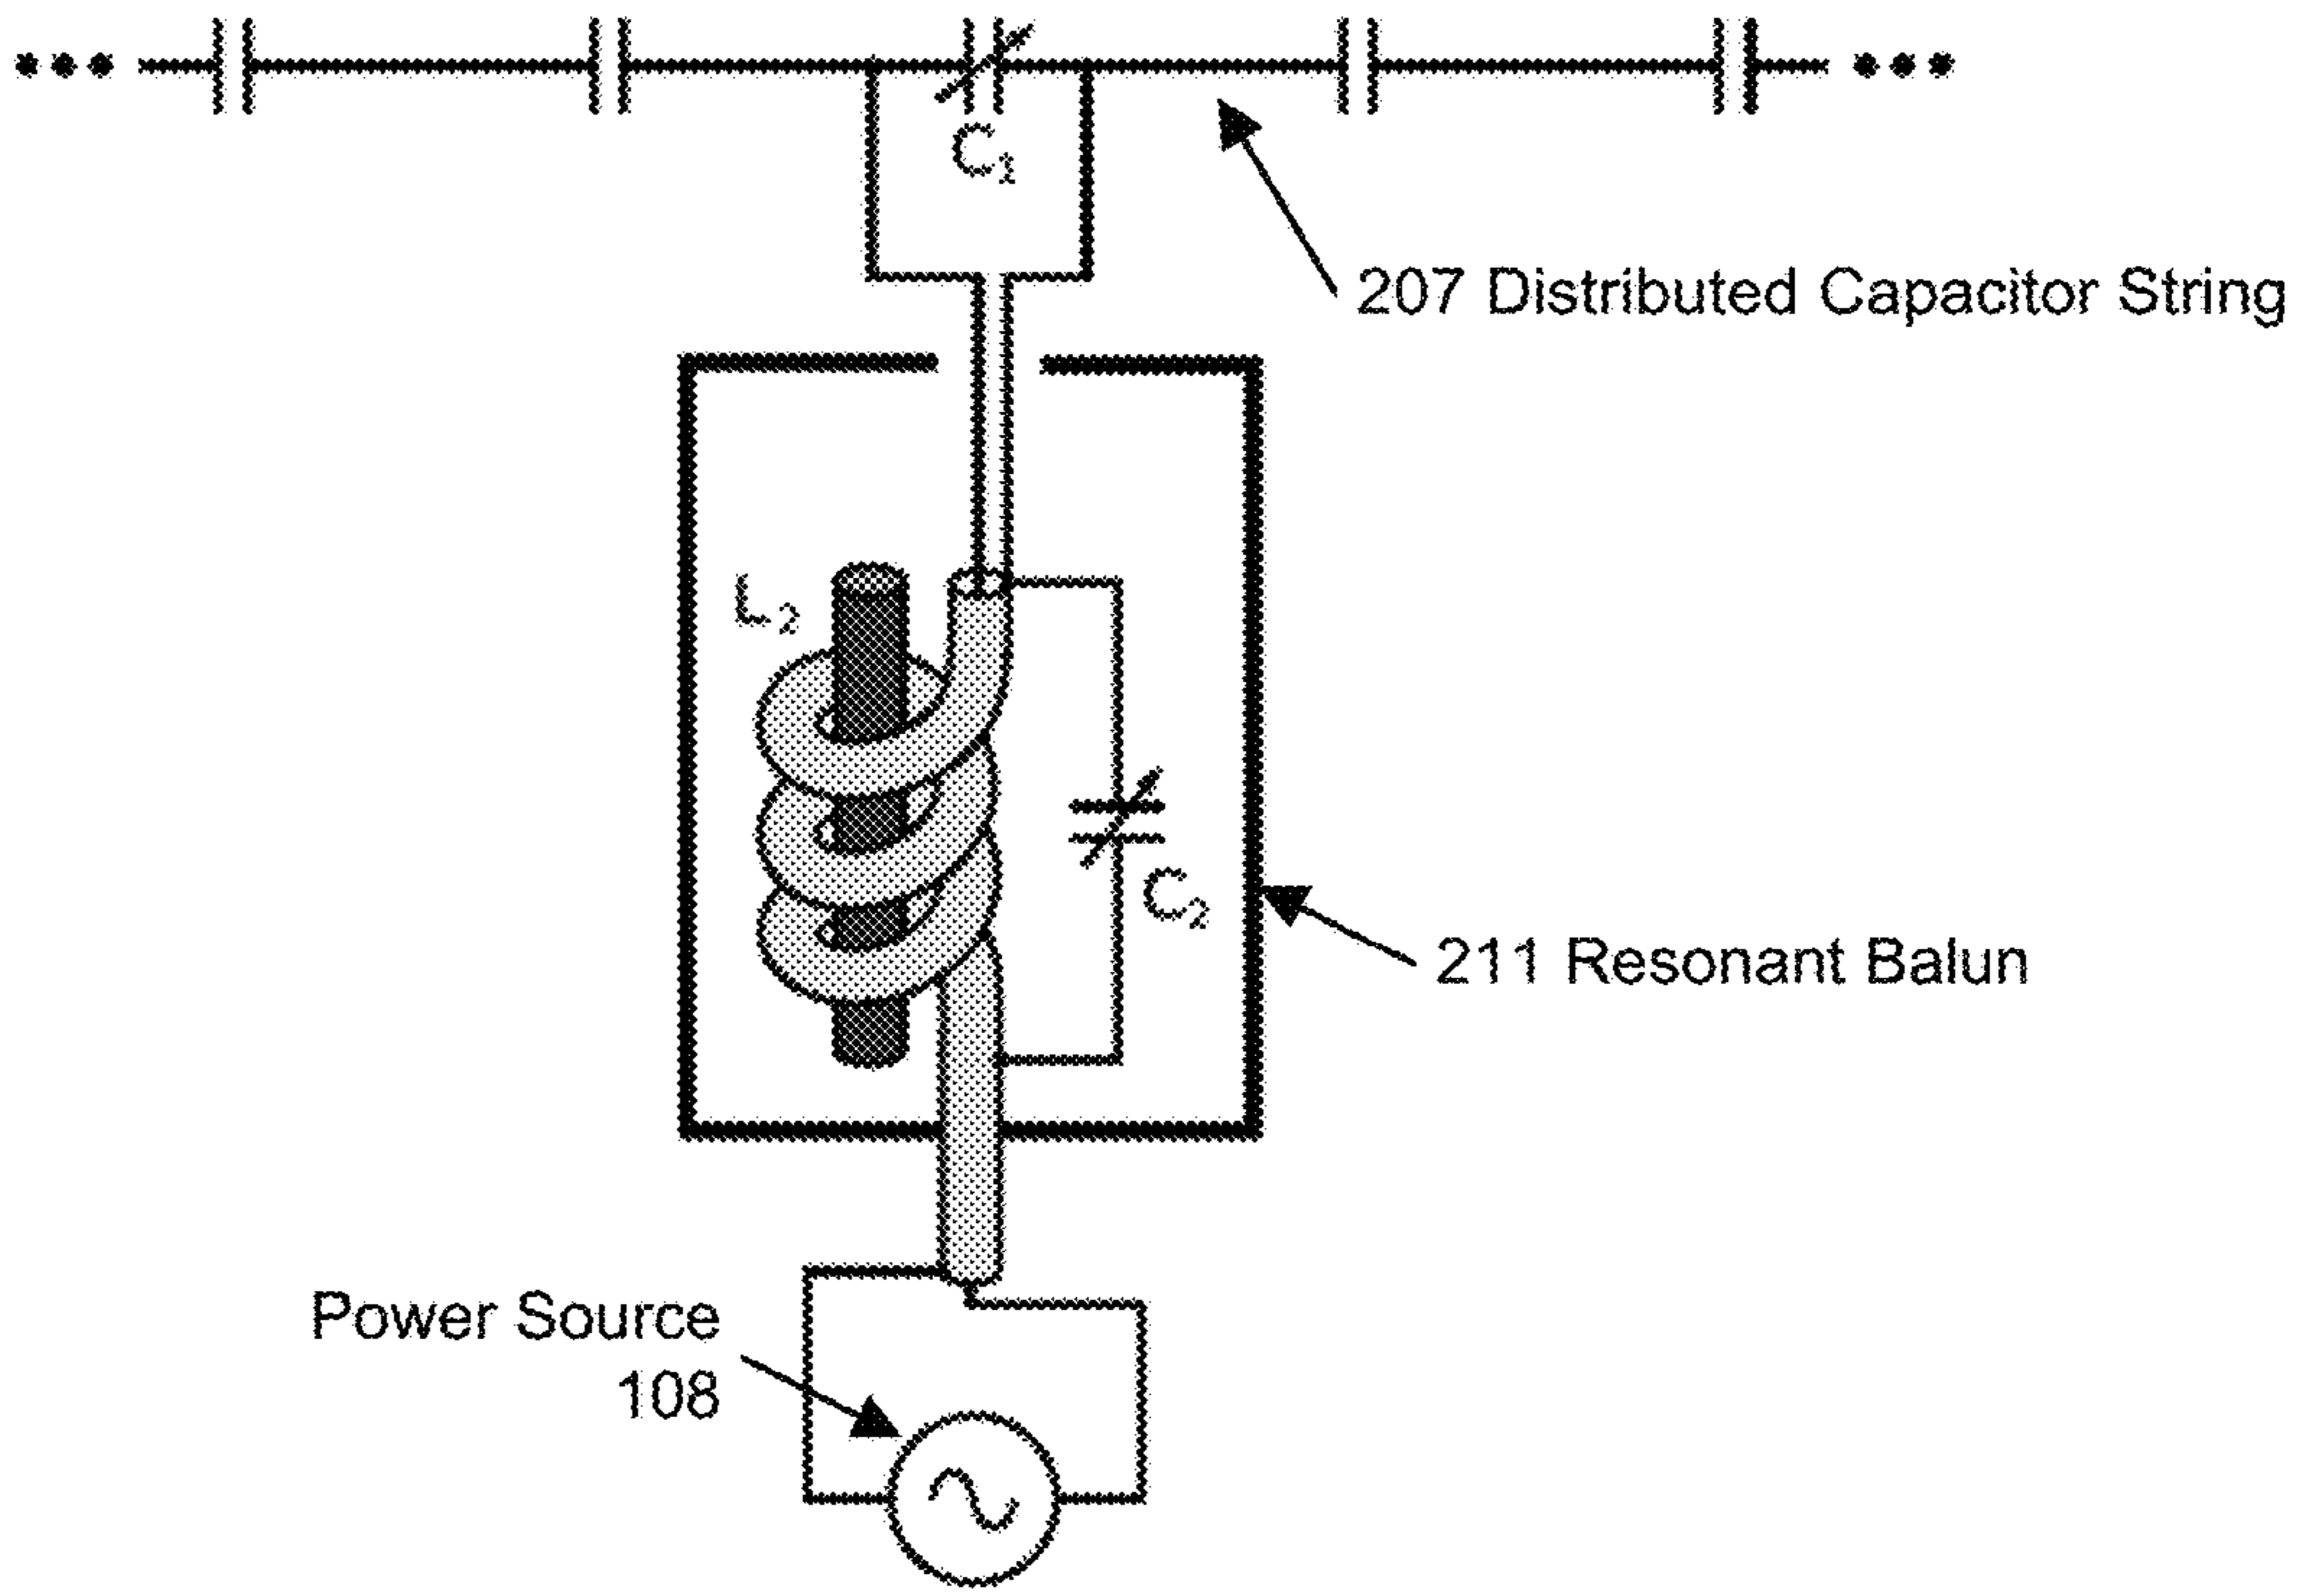 C₁
207 Distributed Capacitor String
L₂
C₂
211 Resonant Balun
Power Source
108